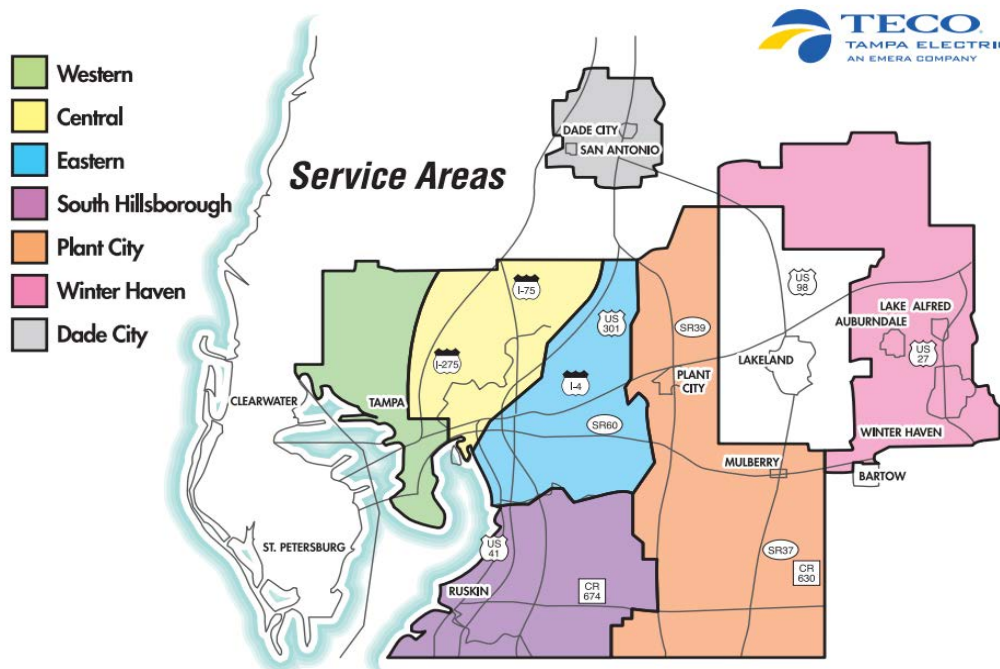 TECO
TAMPA ELECTRI
AN EMERA COMPANY
Western
Central
Eastern
South Hillsborough
Plant City
Winter Haven
Dade City
Service Areas
DADE CITY
SAN ANTONIO
I-75
US
98
US
301
LAKE ALFRED
AUBURNDALE
SR39
US
27
I-275
LAKELAND
I-4
PLANT
CITY
CLEARWATER
TAMPA
SR60
WINTER HAVEN
MULBERRY
BARTOW
ST. PETERSBURG
US
41
SR37
CR
630
RUSKIN
CR
674